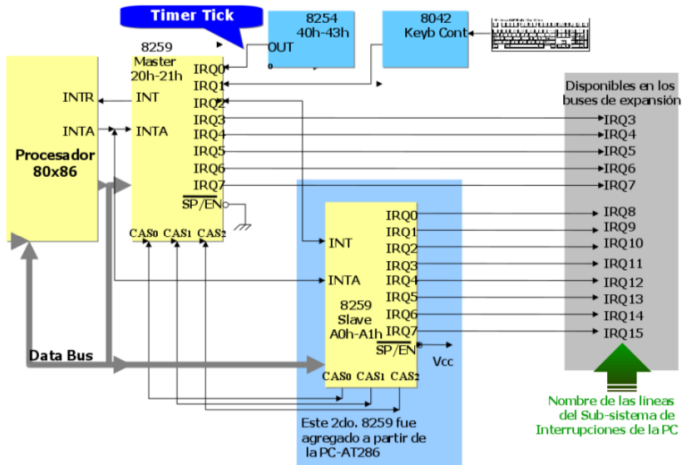 Timer Tick
8254
40h-43h
OUT
0
8042
Keyb Cont
8259
Master
20h-21h
IRQ0
IRQ1
IRQ2
IRQ3
IRQ4
IRQ5
IRQ6
IRQ7
INT
INTA
SP/EN
CAS0 CAS1 CAS2
INTR
INTA
Procesador
80x86
Data Bus
IRQ0
IRQ1
IRQ2
IRQ3
IRQ4
IRQ5
IRQ6
IRQ7
INT
INTA
8259
Slave
A0h-A1h
SP/EN
Vcc
CAS0 CAS1 CAS2
Este 2do. 8259 fue
agregado a partir de
la PC-AT286
Disponibles en los
buses de expansión
IRQ3
IRQ4
IRQ5
IRQ6
IRQ7
IRQ8
IRQ9
IRQ10
IRQ11
IRQ12
IRQ13
IRQ14
IRQ15
Nombre de las líneas
del Sub-sistema de
Interrupciones de la PC